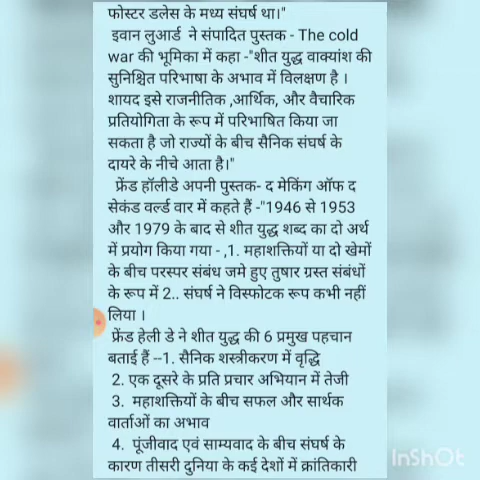 फोस्टर डलेस के मध्य संघर्ष था।"
इवान लुआर्ड ने संपादित पुस्तक - The cold
war की भूमिका में कहा -"शीत युद्ध वाक्यांश की
सुनिश्चित परिभाषा के अभाव में विलक्षण है ।
शायद इसे राजनीतिक ,आर्थिक, और वैचारिक
प्रतियोगिता के रूप में परिभाषित किया जा
सकता है जो राज्यों के बीच सैनिक संघर्ष के
दायरे के नीचे आता है।"
फ्रेंड हॉलीडे अपनी पुस्तक- द मेकिंग ऑफ द
सेकंड वर्ल्ड वार में कहते हैं -"1946 से 1953
और 1979 के बाद से शीत युद्ध शब्द का दो अर्थ
में प्रयोग किया गया - ,1. महाशक्तियों या दो खेमों
के बीच परस्पर संबंध जमे हुए तुषार ग्रस्त संबंधों
के रूप में 2.. संघर्ष ने विस्फोटक रूप कभी नहीं
लिया ।
फ्रेंड हेली डे ने शीत युद्ध की 6 प्रमुख पहचान
बताई हैं --1. सैनिक शस्त्रीकरण में वृद्धि
2. एक दूसरे के प्रति प्रचार अभियान में तेजी
3. महाशक्तियों के बीच सफल और सार्थक
वार्ताओं का अभाव
4. पूंजीवाद एवं साम्यवाद के बीच संघर्ष के
कारण तीसरी दुनिया के कई देशों में क्रांतिकारी
InShOt